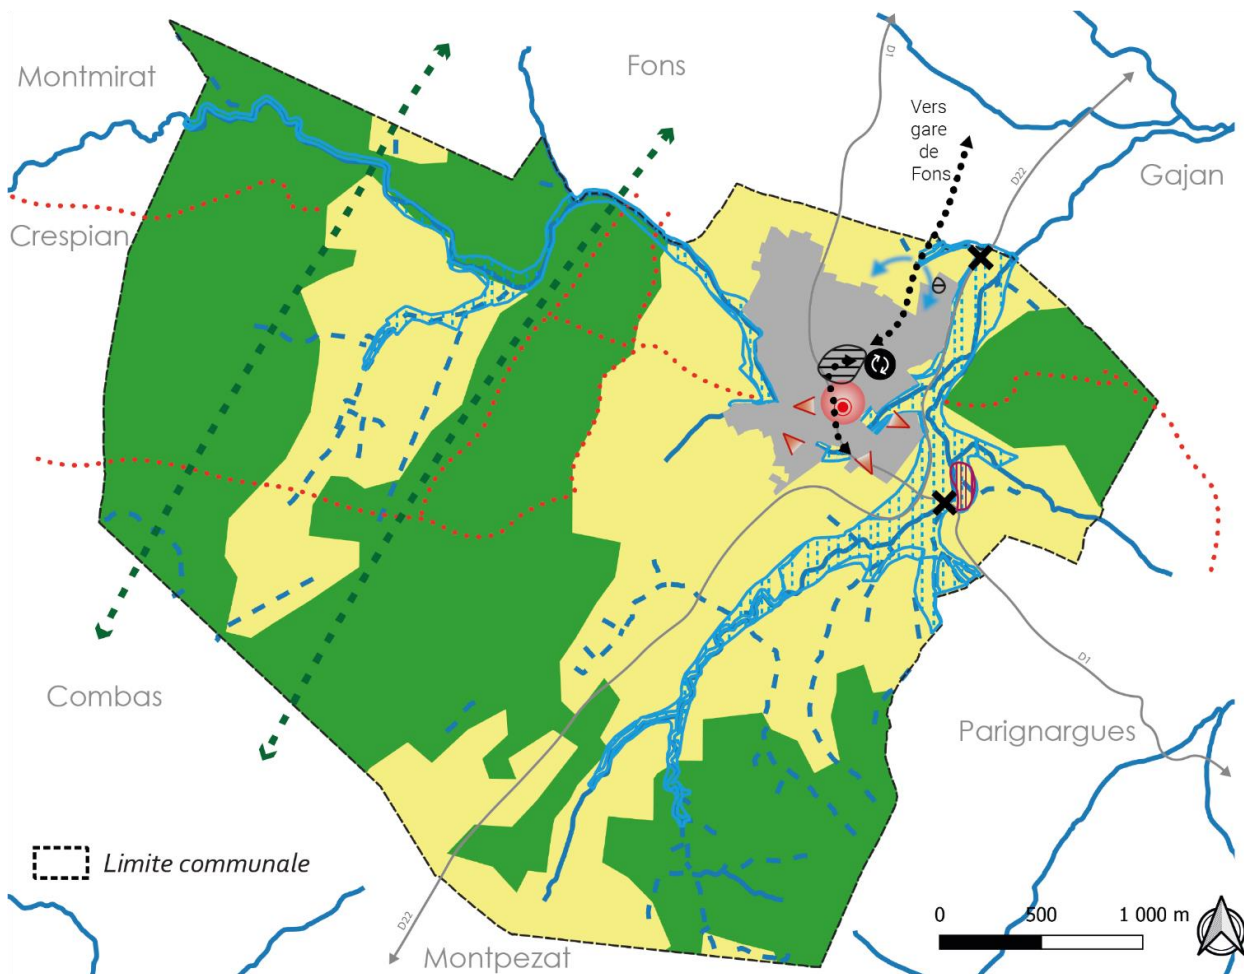 Fons
Montmirat
D1
Vers
gare
de
Fons
D22
Gajan
Crespian
D1
Combas
Parignargues
Limite communale
0 500 1 000 m
D22
Montpezat